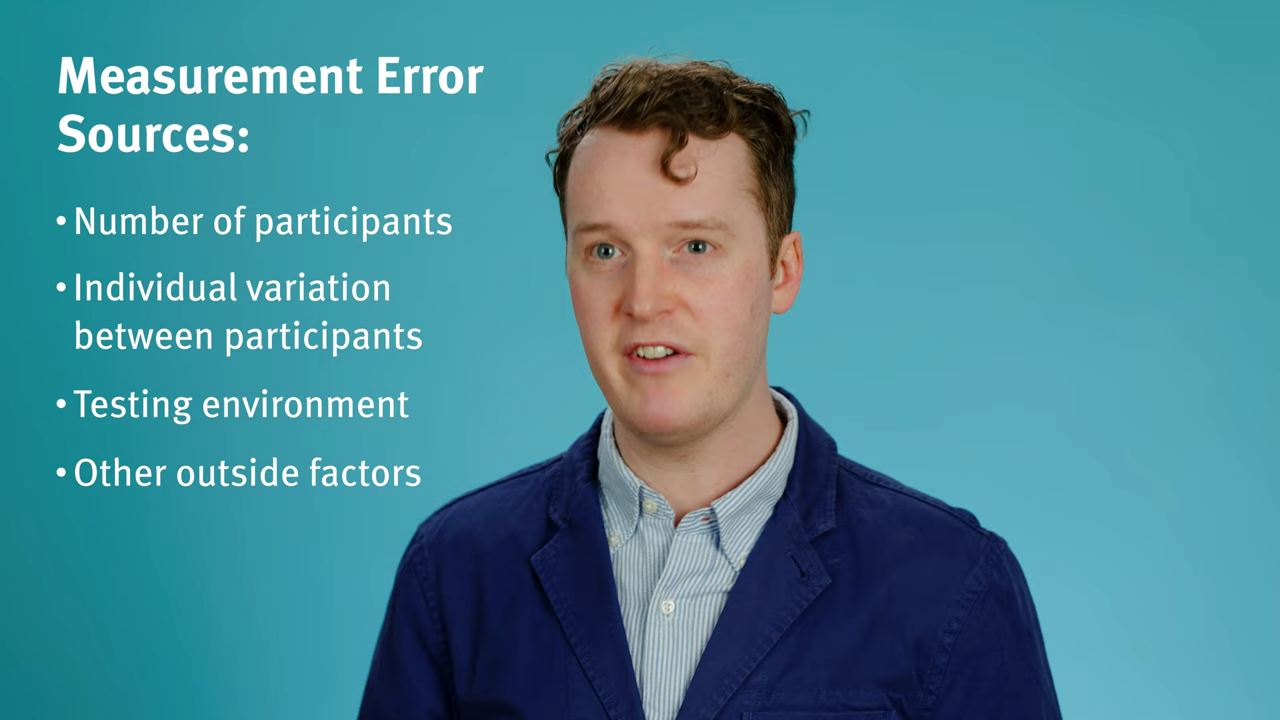 Measurement Error
Sources:
• Number of participants
• Individual variation
between participants
• Testing environment
• Other outside factors